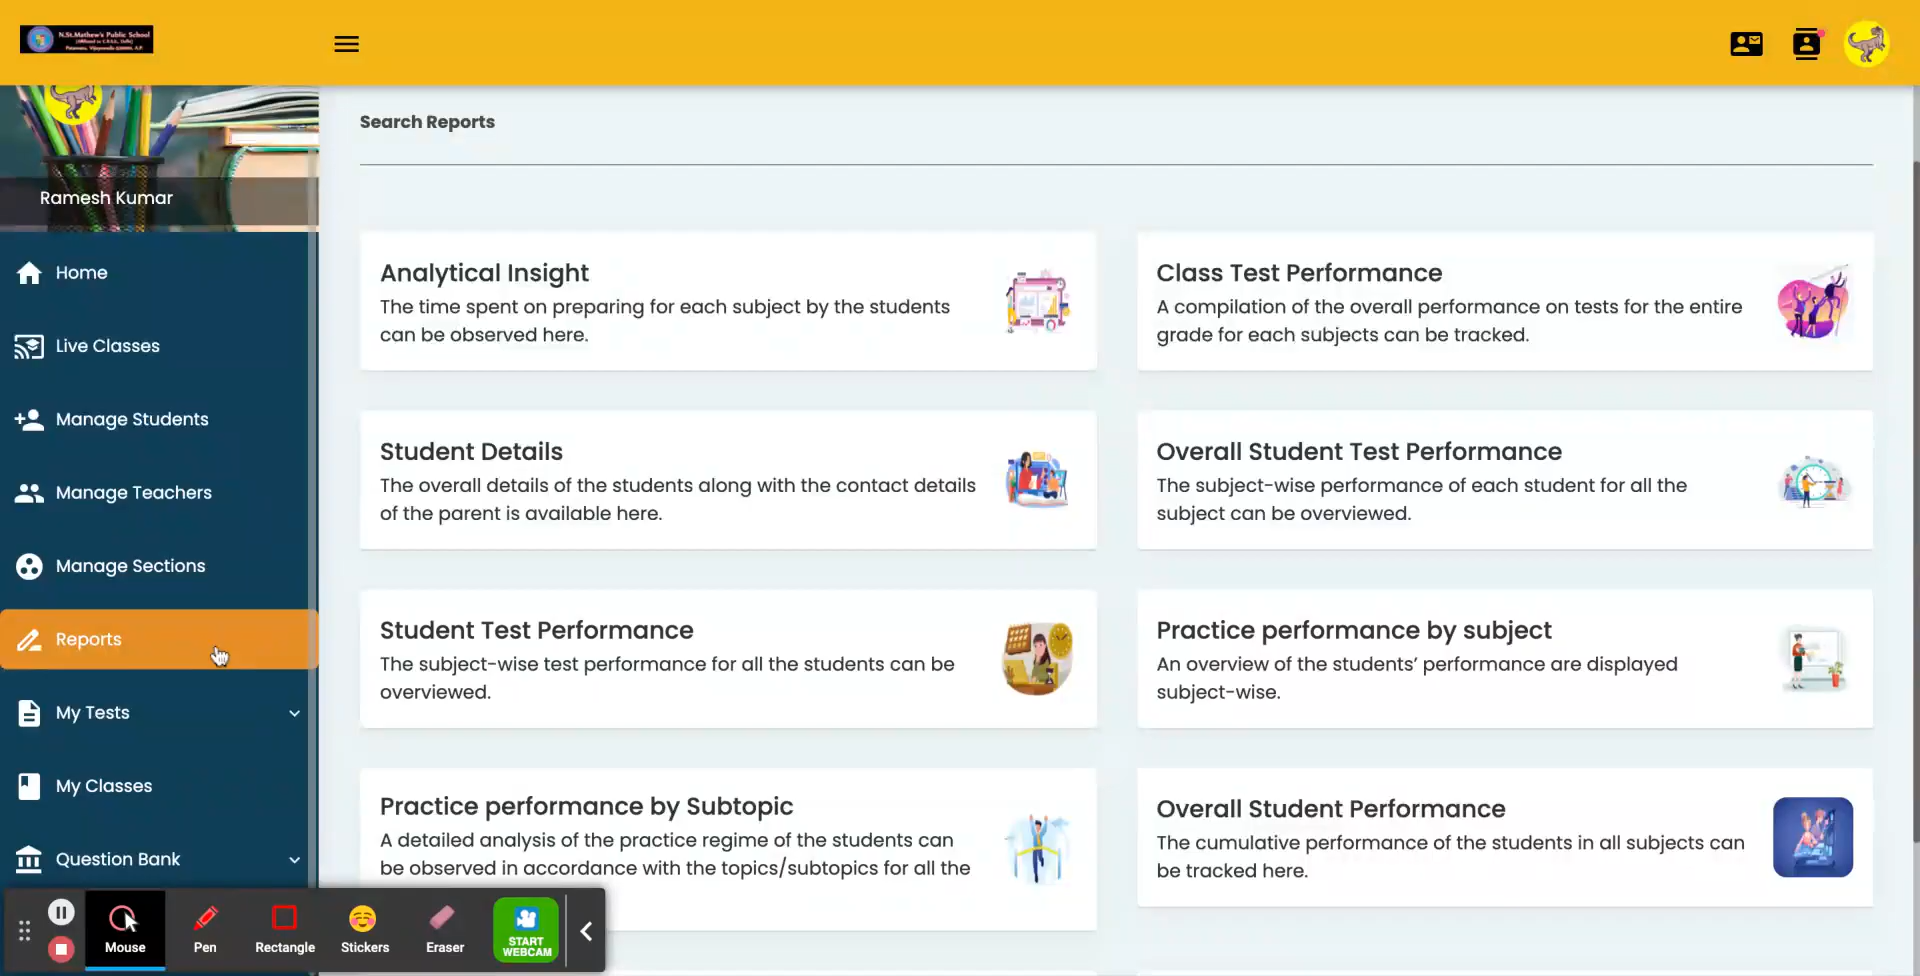 N.St.Mathew's Public School
Ramesh Kumar
Home
Live Classes
Manage Students
Manage Teachers
Manage Sections
Reports
My Tests
My Classes
Question Bank
Search Reports
Analytical Insight
The time spent on preparing for each subject by the students
can be observed here.
Class Test Performance
A compilation of the overall performance on tests for the entire
grade for each subjects can be tracked.
Student Details
The overall details of the students along with the contact details
of the parent is available here.
Overall Student Test Performance
The subject-wise performance of each student for all the
subject can be overviewed.
Student Test Performance
The subject-wise test performance for all the students can be
overviewed.
Practice performance by subject
An overview of the students’ performance are displayed
subject-wise.
Practice performance by Subtopic
A detailed analysis of the practice regime of the students can
be observed in accordance with the topics/subtopics for all the
Overall Student Performance
The cumulative performance of the students in all subjects can
be tracked here.
Mouse
Pen
Rectangle
Stickers
Eraser
START
WEBCAM